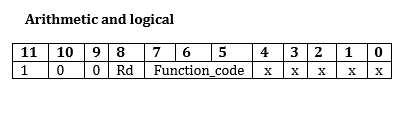 Arithmetic and logical
11 10 9 8 7 6 5 4 3 2 1 0
1 0 0 Rd Function_code x x x x x